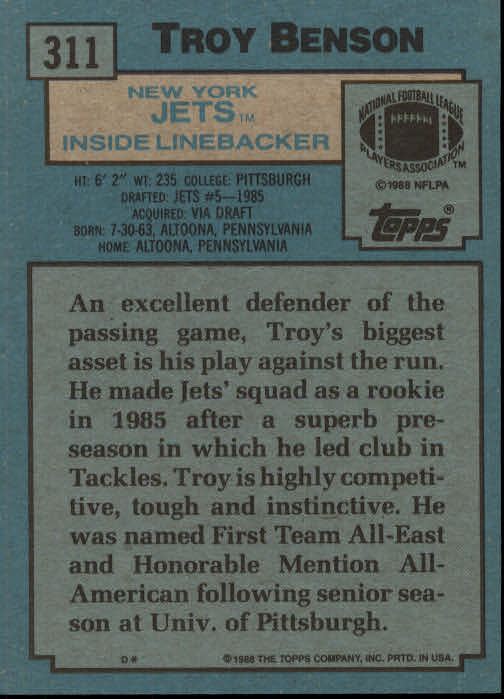 311
TROY BENSON
NEW YORK
JETS™
INSIDE LINEBACKER
NATIONAL FOOTBALL LEAGUE
PLAYERS ASSOCIATION™
©1988 NFLPA
Topps®
HT: 6' 2" WT: 235 COLLEGE: PITTSBURGH
DRAFTED: JETS #5—1985
ACQUIRED: VIA DRAFT
BORN: 7-30-63, ALTOONA, PENNSYLVANIA
HOME: ALTOONA, PENNSYLVANIA
An excellent defender of the
passing game, Troy's biggest
asset is his play against the run.
He made Jets' squad as a rookie
in 1985 after a superb pre-
season in which he led club in
Tackles. Troy is highly competi-
tive, tough and instinctive. He
was named First Team All-East
and Honorable Mention All-
American following senior sea-
son at Univ. of Pittsburgh.
D* ©1988 THE TOPPS COMPANY, INC. PRTD. IN USA.